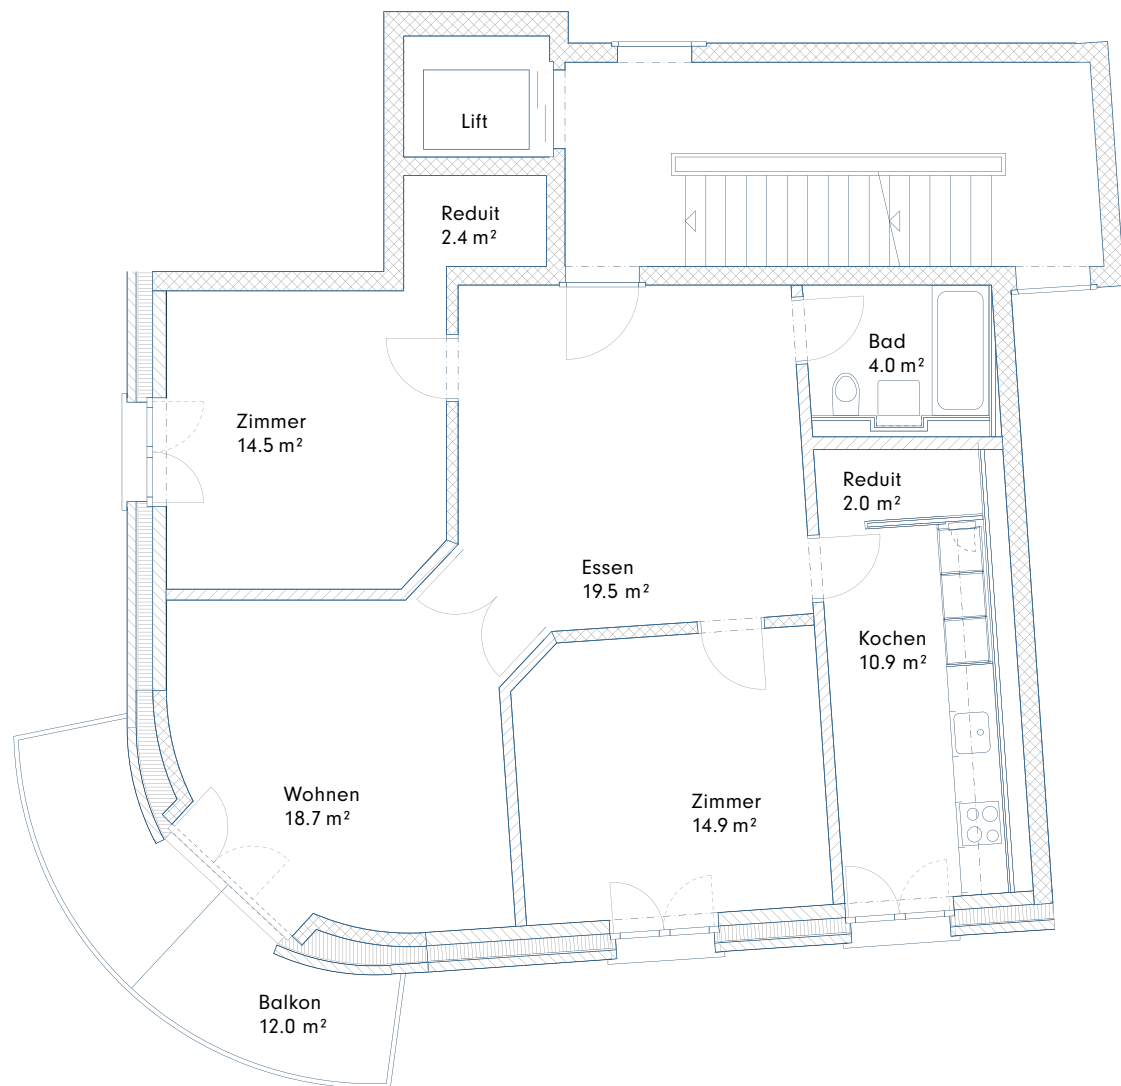 Lift
Reduit
2.4 m²
Bad
4.0 m²
Zimmer
14.5 m²
Reduit
2.0 m²
Essen
19.5 m²
Kochen
10.9 m²
Wohnen
18.7 m²
Zimmer
14.9 m²
Balkon
12.0 m²